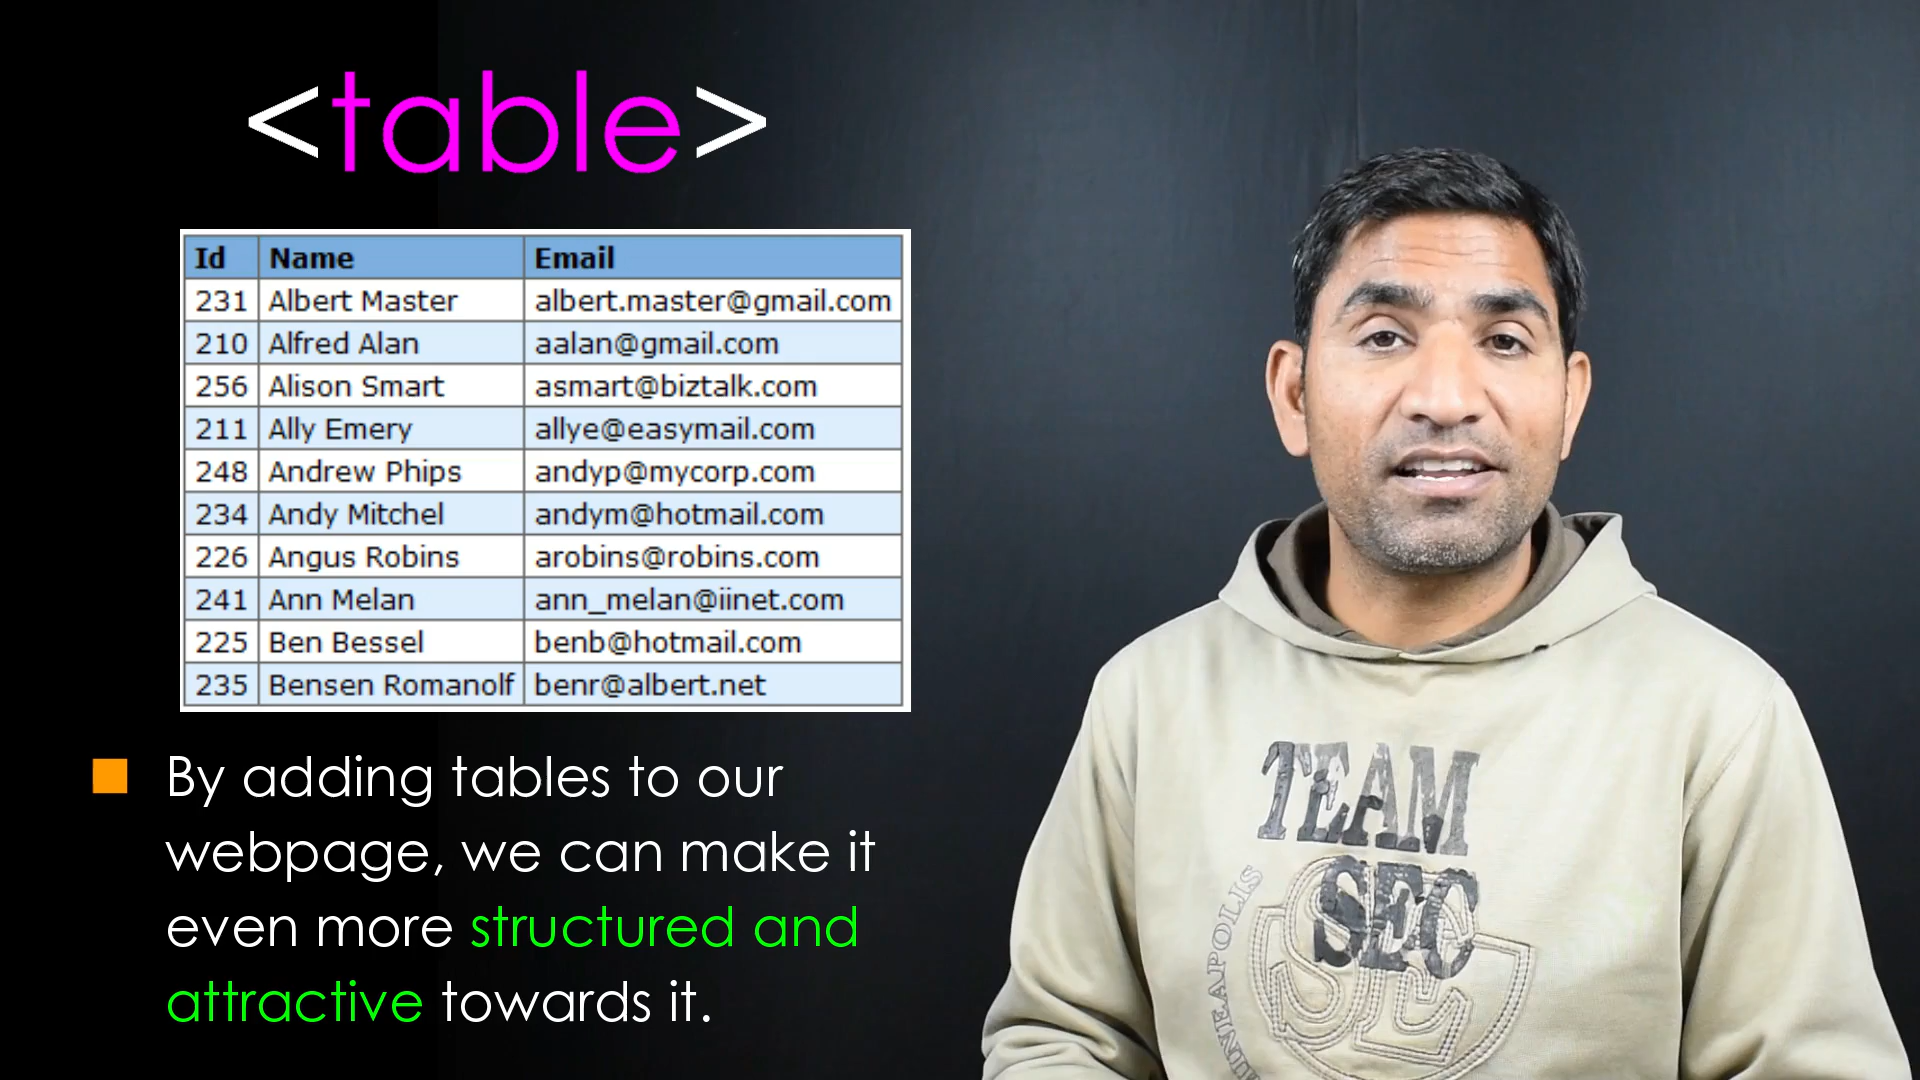 <table>
Id Name Email
231 Albert Master albert.master@gmail.com
210 Alfred Alan aalan@gmail.com
256 Alison Smart asmart@biztalk.com
211 Ally Emery allye@easymail.com
248 Andrew Phips andyp@mycorp.com
234 Andy Mitchel andym@hotmail.com
226 Angus Robins arobins@robins.com
241 Ann Melan ann_melan@iinet.com
225 Ben Bessel benb@hotmail.com
235 Bensen Romanolf benr@albert.net
By adding tables to our
webpage, we can make it
even more structured and
attractive towards it.
TEAM
SEC